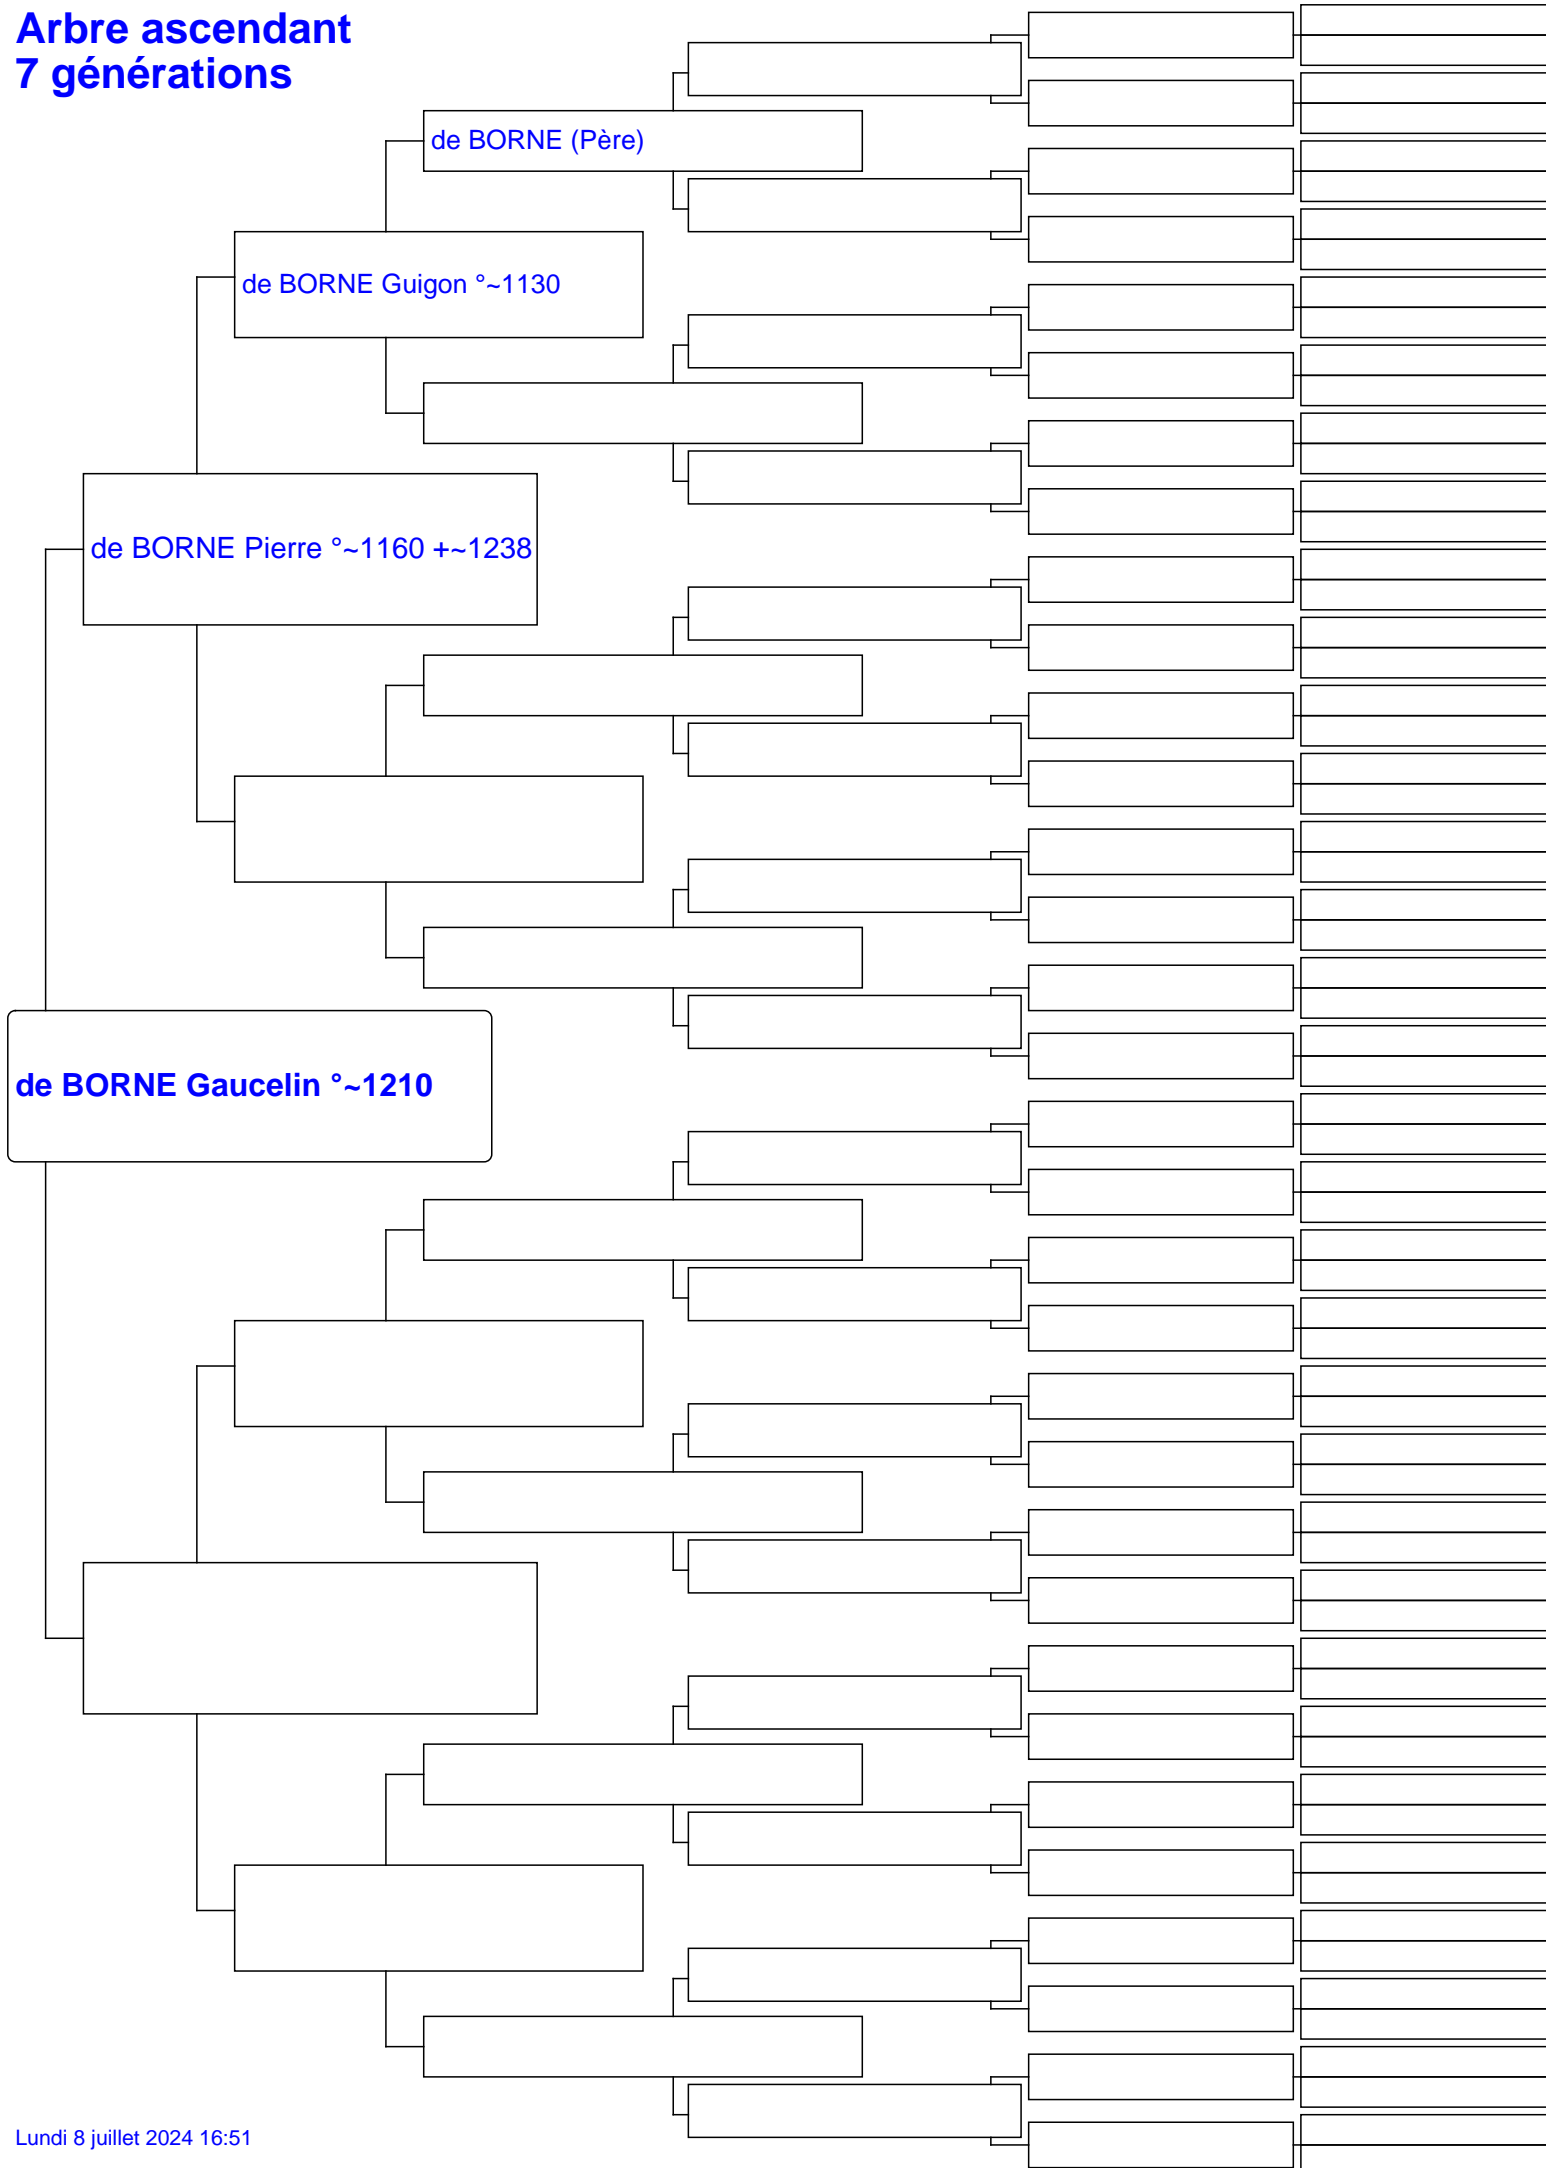 Arbre ascendant
7 générations
de BORNE (Père)
de BORNE Guigon °~1130
de BORNE Pierre °~1160 +~1238
de BORNE Gaucelin °~1210
Lundi 8 juillet 2024 16:51